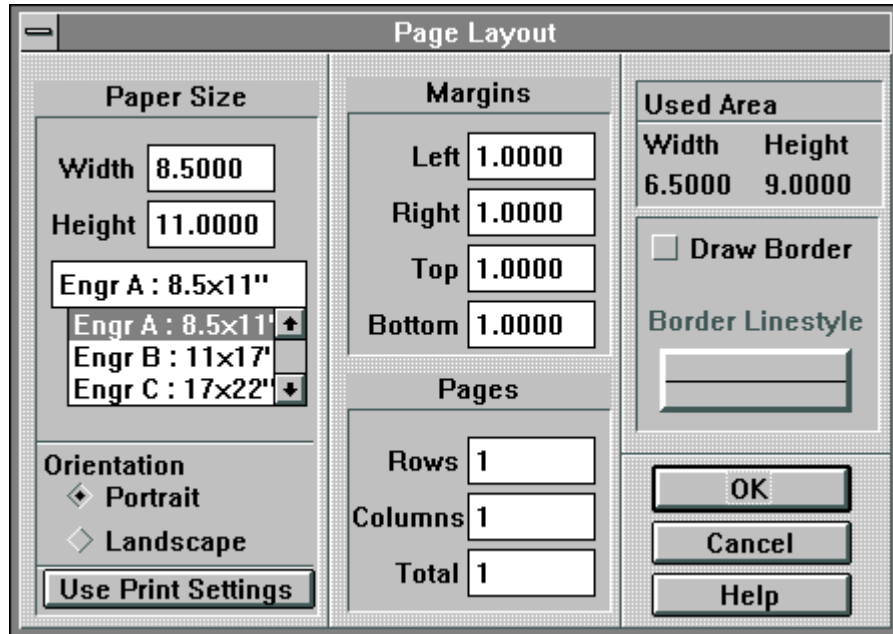 Page Layout
Paper Size
Width 8.5000
Height 11.0000
Engr A : 8.5x11"
Engr A : 8.5x11'
Engr B : 11x17'
Engr C : 17x22"
Orientation
Portrait
Landscape
Use Print Settings
Margins
Left 1.0000
Right 1.0000
Top 1.0000
Bottom 1.0000
Pages
Rows 1
Columns 1
Total 1
Used Area
Width Height
6.5000 9.0000
Draw Border
Border Linestyle
OK
Cancel
Help